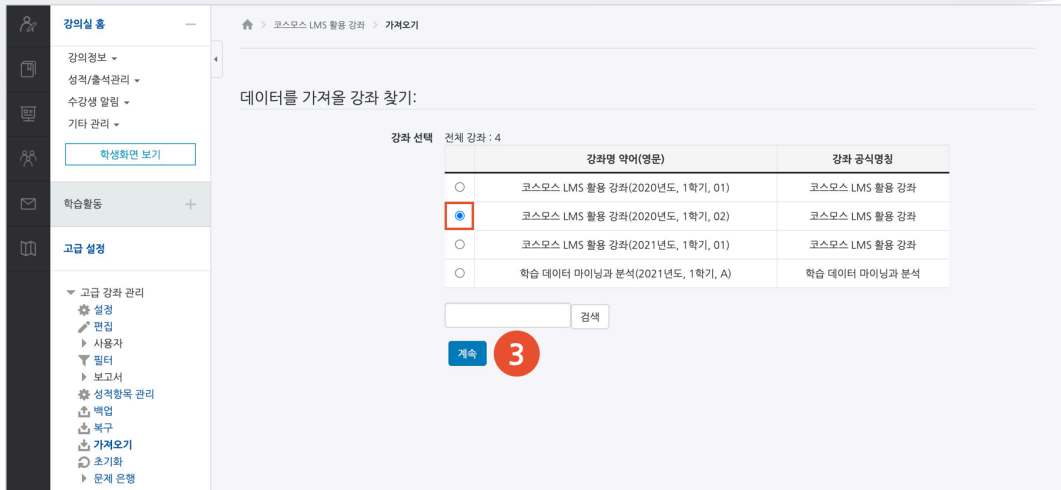 강의실 홈
강의정보
성적/출석관리
수강생 알림
기타 관리
학생화면 보기
학습활동
고급 설정
고급 강좌 관리
설정
편집
사용자
필터
보고서
성적항목 관리
백업
복구
가져오기
초기화
문제 은행
> 코스모스 LMS 활용 강좌 > 가져오기
데이터를 가져올 강좌 찾기:
강좌 선택 전체 강좌 : 4
강좌명 약어(영문) 강좌 공식명칭
코스모스 LMS 활용 강좌(2020년도, 1학기, 01) 코스모스 LMS 활용 강좌
코스모스 LMS 활용 강좌(2020년도, 1학기, 02) 코스모스 LMS 활용 강좌
코스모스 LMS 활용 강좌(2021년도, 1학기, 01) 코스모스 LMS 활용 강좌
학습 데이터 마이닝과 분석(2021년도, 1학기, A) 학습 데이터 마이닝과 분석
검색
계속 3